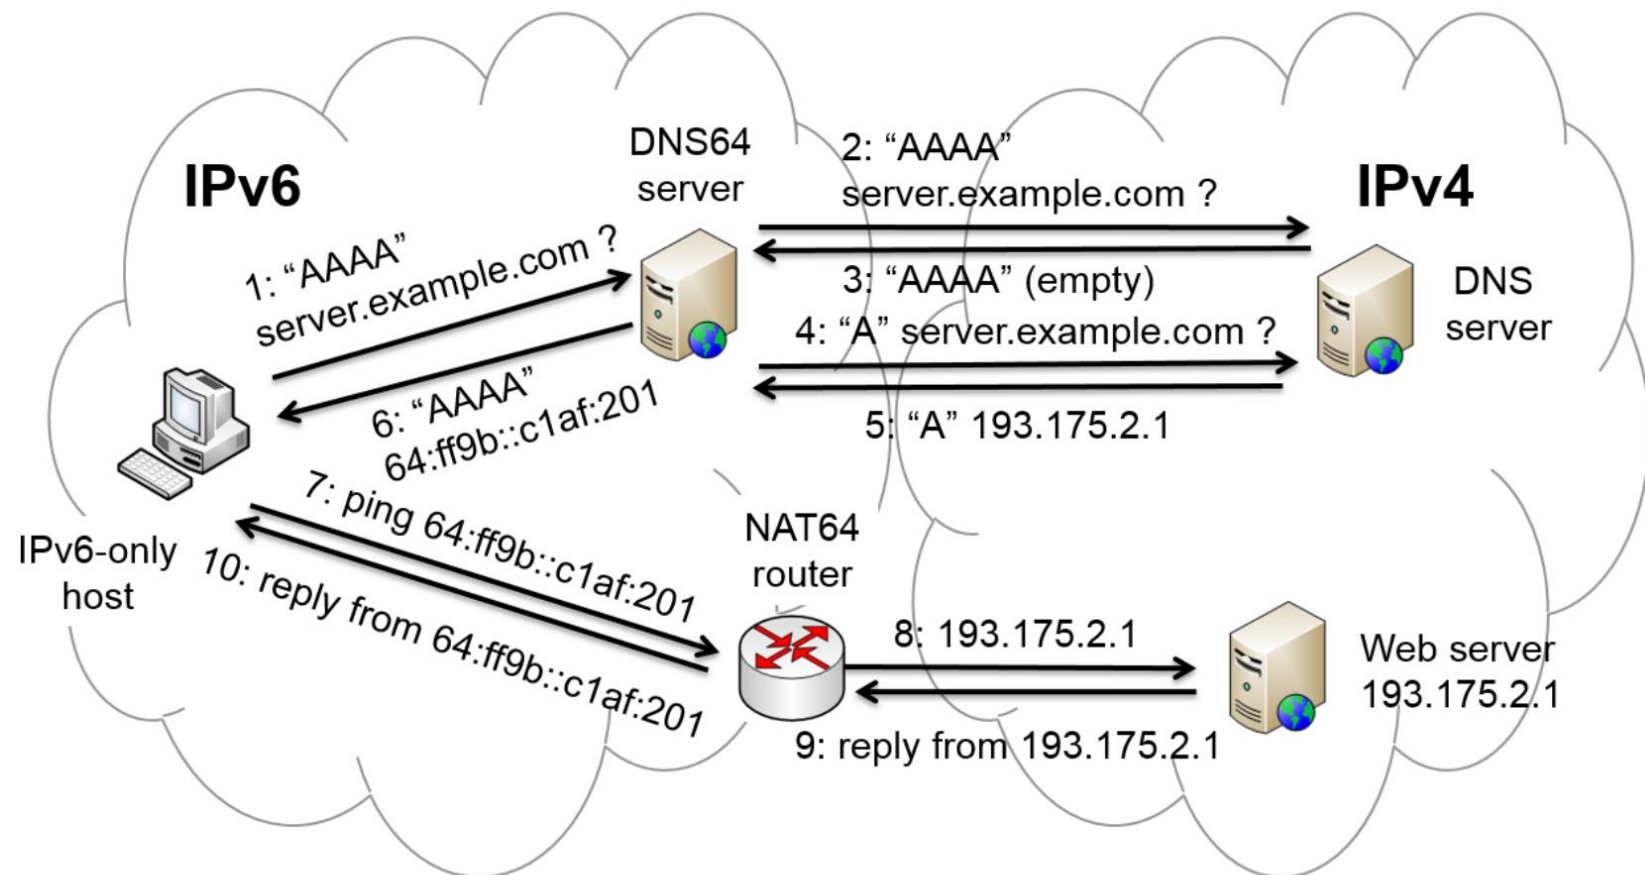 IPv6
DNS64
server
2: “AAAA”
server.example.com ?
IPv4
1: “AAAA”
server.example.com ?
3: “AAAA” (empty)
DNS
server
4: “A” server.example.com ?
6: “AAAA”
64:ff9b::c1af:201
5: “A” 193.175.2.1
7: ping 64:ff9b::c1af:201
NAT64
router
IPv6-only
host
10: reply from 64:ff9b::c1af:201
8: 193.175.2.1
Web server
193.175.2.1
9: reply from 193.175.2.1